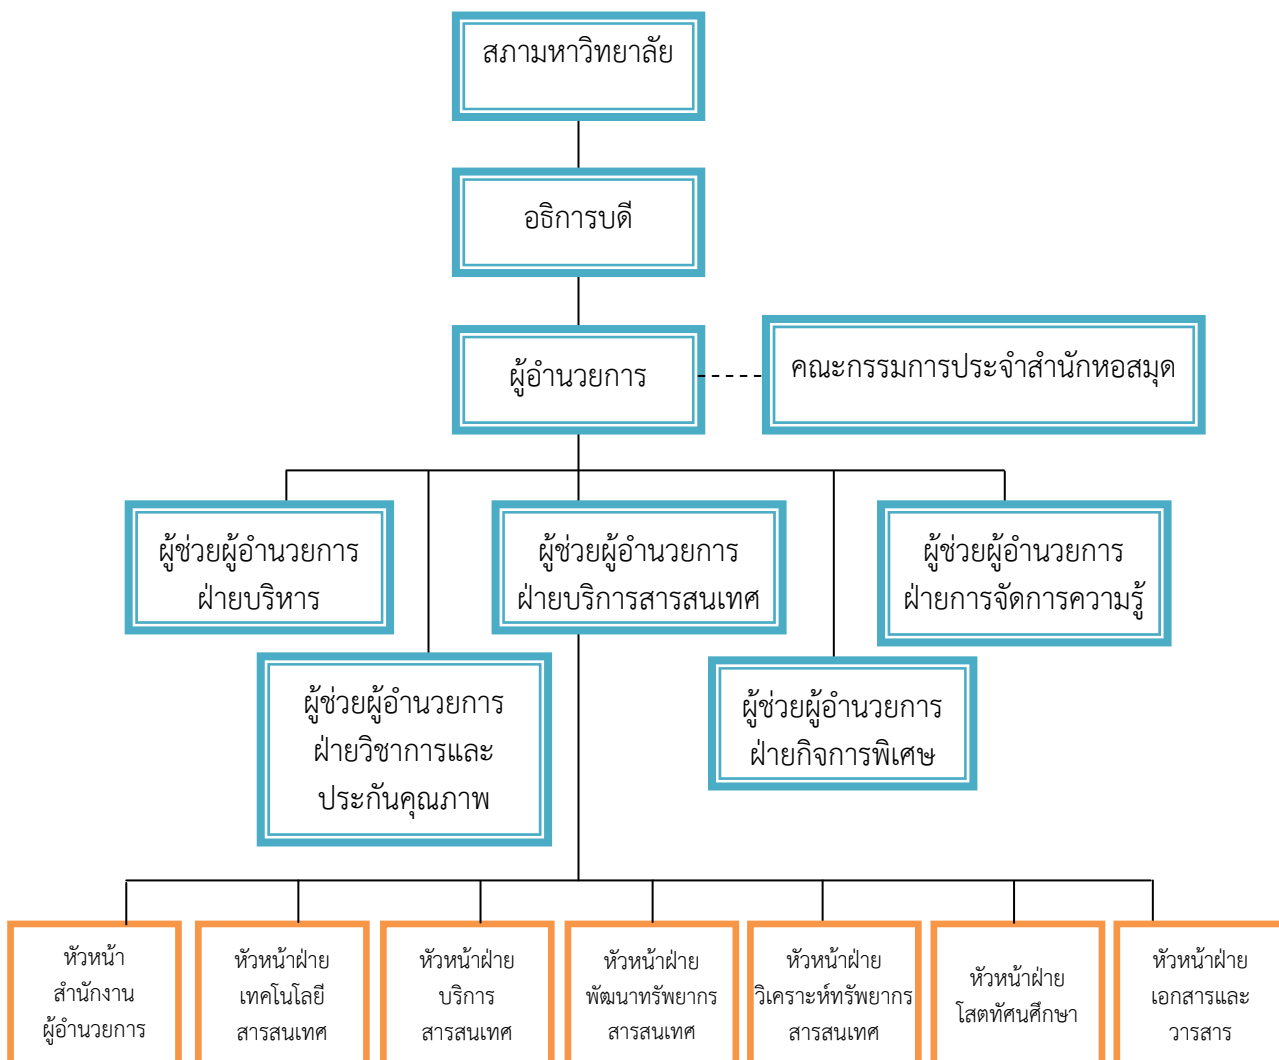 สภามหาวิทยาลัย
อธิการบดี
ผู้อำนวยการ
คณะกรรมการประจำสำนักหอสมุด
ผู้ช่วยผู้อำนวยการ
ฝ่ายบริหาร
ผู้ช่วยผู้อำนวยการ
ฝ่ายบริการสารสนเทศ
ผู้ช่วยผู้อำนวยการ
ฝ่ายการจัดการความรู้
ผู้ช่วยผู้อำนวยการ
ฝ่ายวิชาการและ
ประกันคุณภาพ
ผู้ช่วยผู้อำนวยการ
ฝ่ายกิจการพิเศษ
หัวหน้า
สำนักงาน
ผู้อำนวยการ
หัวหน้าฝ่าย
เทคโนโลยี
สารสนเทศ
หัวหน้าฝ่าย
บริการ
สารสนเทศ
หัวหน้าฝ่าย
พัฒนาทรัพยากร
สารสนเทศ
หัวหน้าฝ่าย
วิเคราะห์ทรัพยากร
สารสนเทศ
หัวหน้าฝ่าย
โสตทัศนศึกษา
หัวหน้าฝ่าย
เอกสารและ
วารสาร